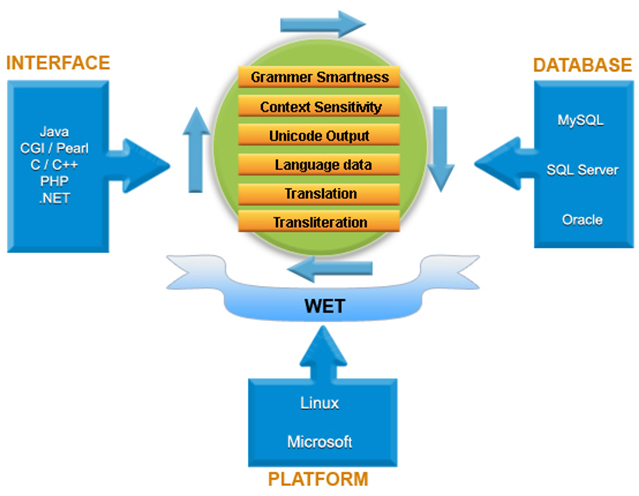 INTERFACE
Java
CGI / Pearl
C / C++
PHP
.NET
Grammer Smartness
Context Sensitivity
Unicode Output
Language data
Translation
Transliteration
DATABASE
MySQL
SQL Server
Oracle
WET
Linux
Microsoft
PLATFORM